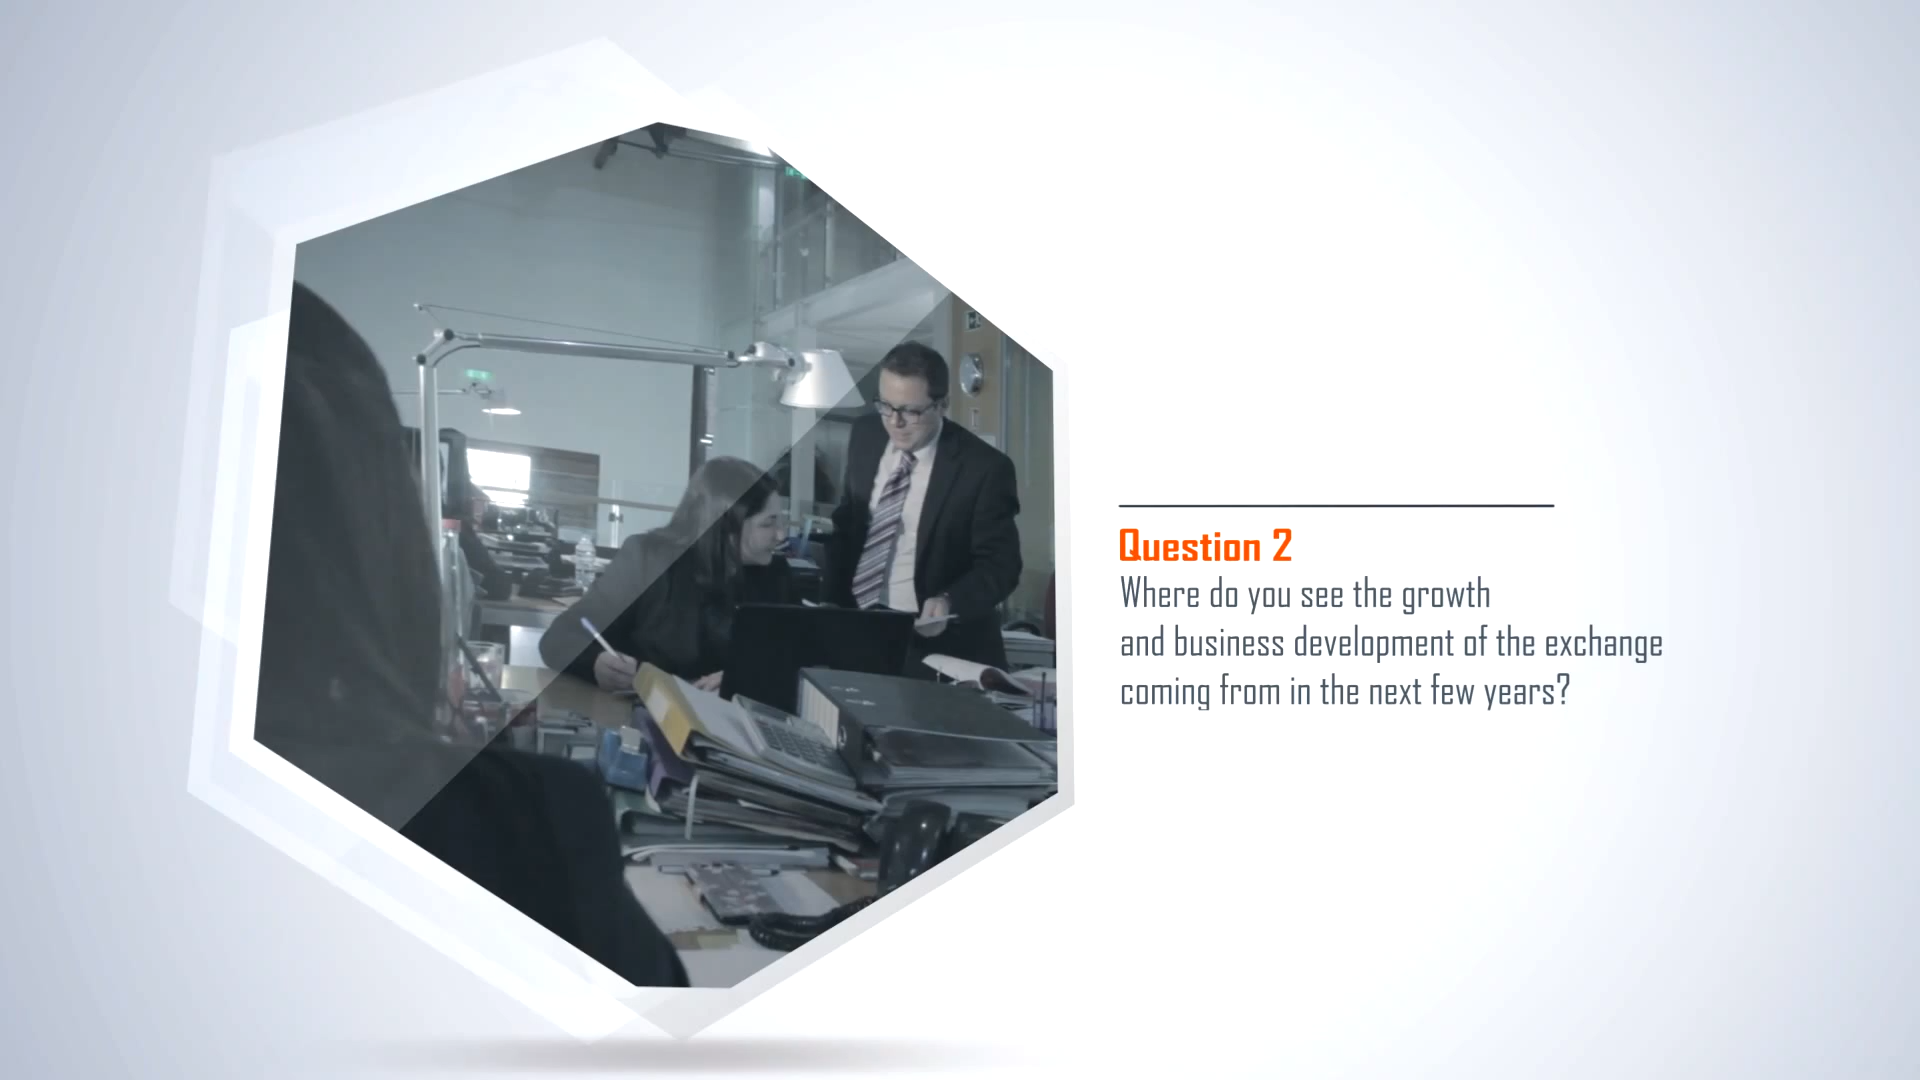 Question 2
Where do you see the growth
and business development of the exchange
coming from in the next few years?